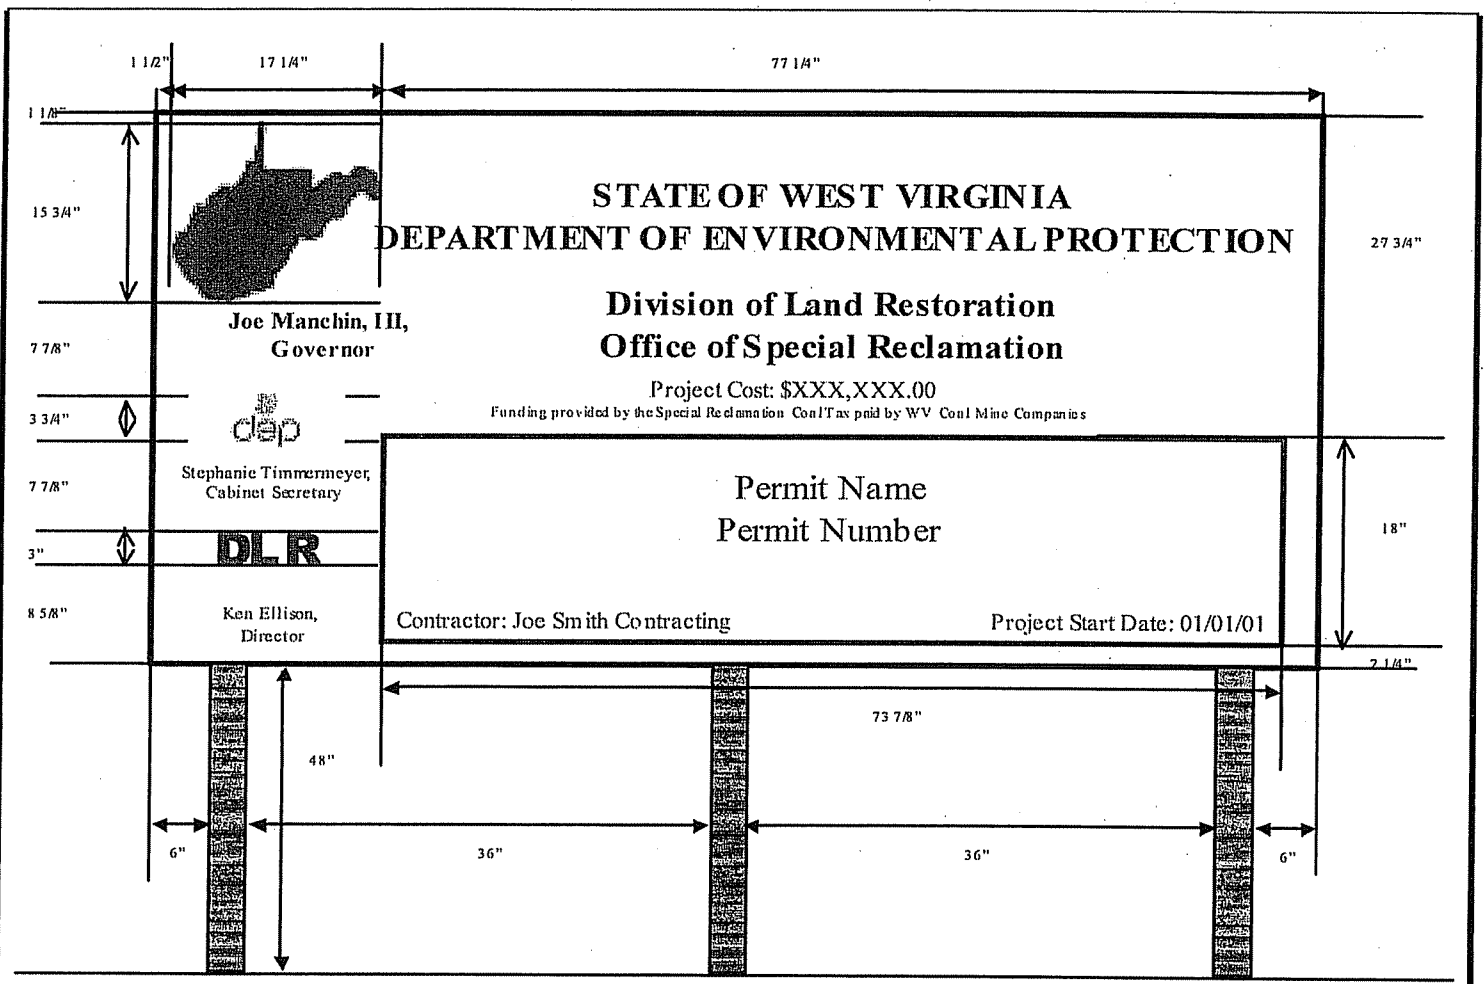 1 1/2" 17 1/4" 77 1/4"
1 1/8"
15 3/4"
STATE OF WEST VIRGINIA
DEPARTMENT OF ENVIRONMENTAL PROTECTION
27 3/4"
Division of Land Restoration
Office of Special Reclamation
Joe Manchin, III,
Governor
7 7/8"
Project Cost: $XXX,XXX.00
Funding provided by the Special Reclamation Coal Tax paid by WV Coal Mine Companies
3 3/4"
dep
Stephanie Timmermeyer,
Cabinet Secretary
7 7/8"
Permit Name
Permit Number
18"
3"
DLR
8 5/8"
Ken Ellison,
Director
Contractor: Joe Smith Contracting Project Start Date: 01/01/01
2 1/4"
73 7/8"
48"
6" 36" 36" 6"